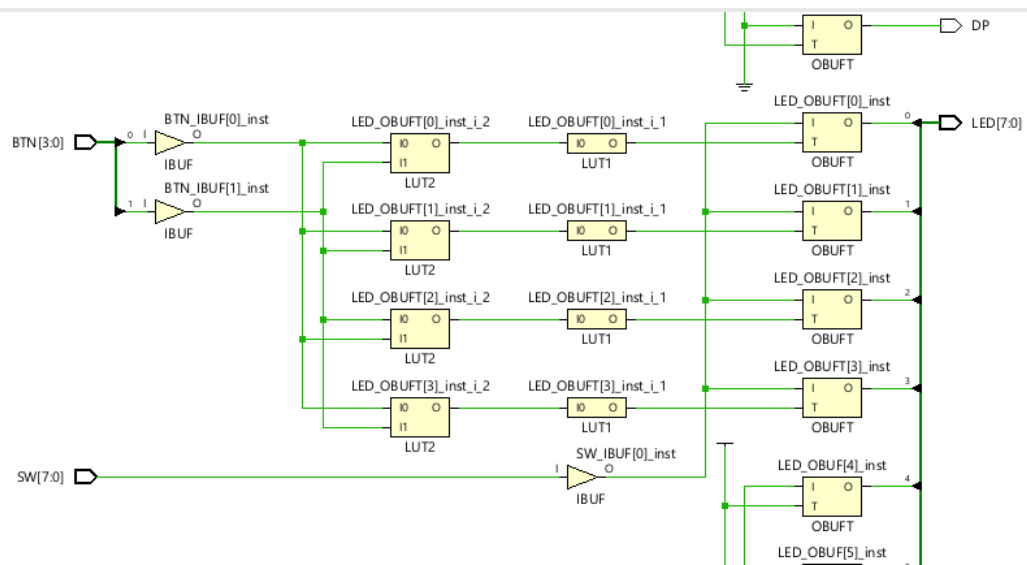 I O
T
OBUFT
DP
BTN[3:0]
0 I O
BTN_IBUF[0]_inst
IBUF
1 I O
BTN_IBUF[1]_inst
IBUF
LED_OBUFT[0]_inst_i_2
I0 O
I1
LUT2
LED_OBUFT[0]_inst_i_1
I0 O
LUT1
LED_OBUFT[0]_inst
I O
T
OBUFT
0
LED[7:0]
LED_OBUFT[1]_inst_i_2
I0 O
I1
LUT2
LED_OBUFT[1]_inst_i_1
I0 O
LUT1
LED_OBUFT[1]_inst
I O
T
OBUFT
1
LED_OBUFT[2]_inst_i_2
I0 O
I1
LUT2
LED_OBUFT[2]_inst_i_1
I0 O
LUT1
LED_OBUFT[2]_inst
I O
T
OBUFT
2
LED_OBUFT[3]_inst_i_2
I0 O
I1
LUT2
LED_OBUFT[3]_inst_i_1
I0 O
LUT1
LED_OBUFT[3]_inst
I O
T
OBUFT
3
SW[7:0]
SW_IBUF[0]_inst
I O
IBUF
LED_OBUF[4]_inst
I O
T
OBUFT
4
LED_OBUF[5]_inst